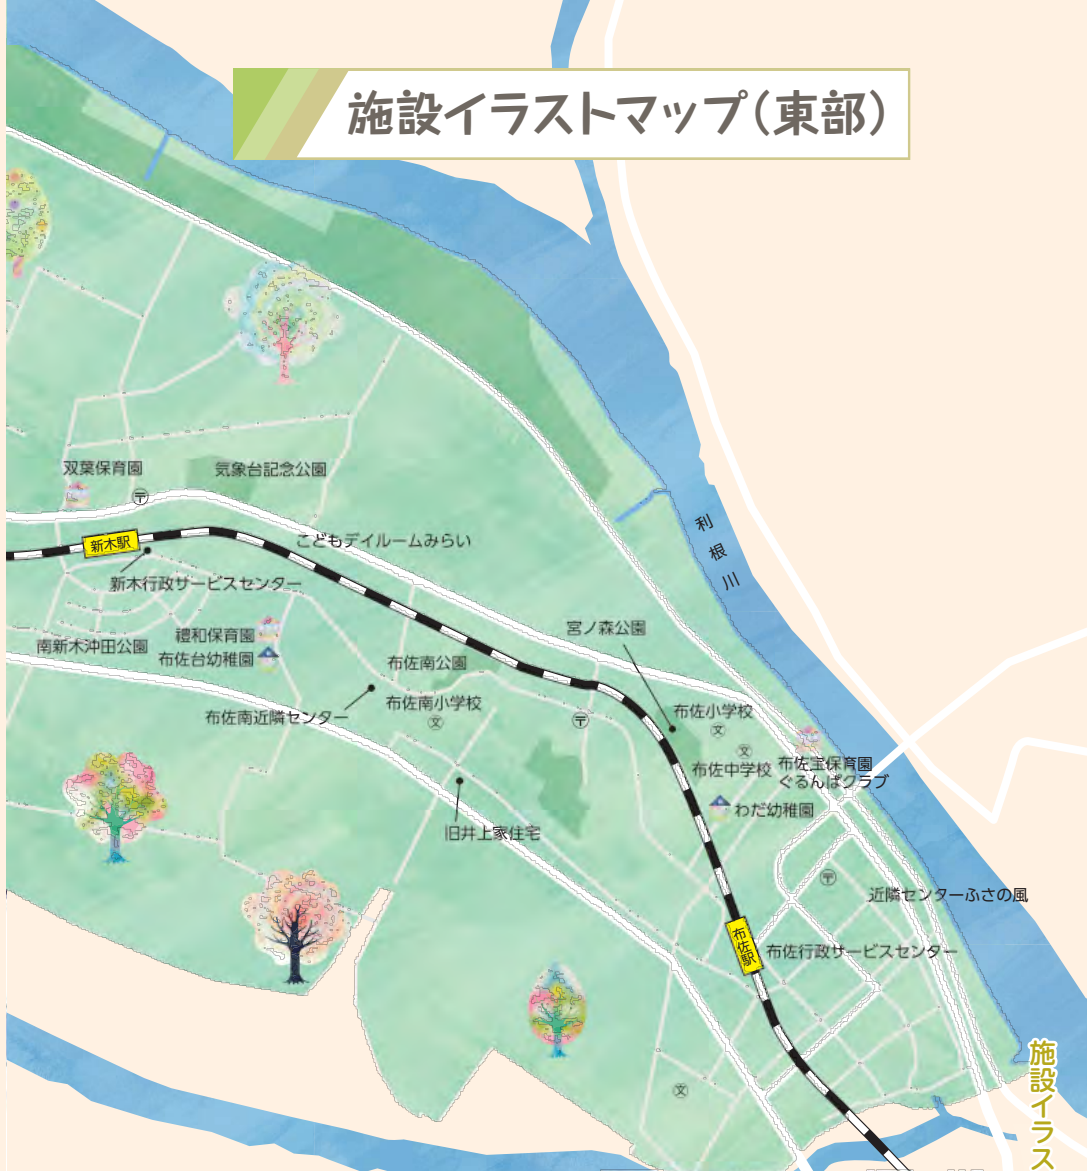 施設イラストマップ（東部）
双葉保育園
気象台記念公園
〒
新木駅
こどもデイルームみらい
新木行政サービスセンター
利根川
南新木沖田公園
禮和保育園
布佐台幼稚園
宮ノ森公園
布佐南公園
布佐南小学校
文
布佐南近隣センター
〒
布佐小学校
文
文
布佐中学校
布佐宝保育園
ぐるんぱクラブ
わだ幼稚園
旧井上家住宅
〒
近隣センターふさの風
布佐駅
布佐行政サービスセンター
文
施設イラス